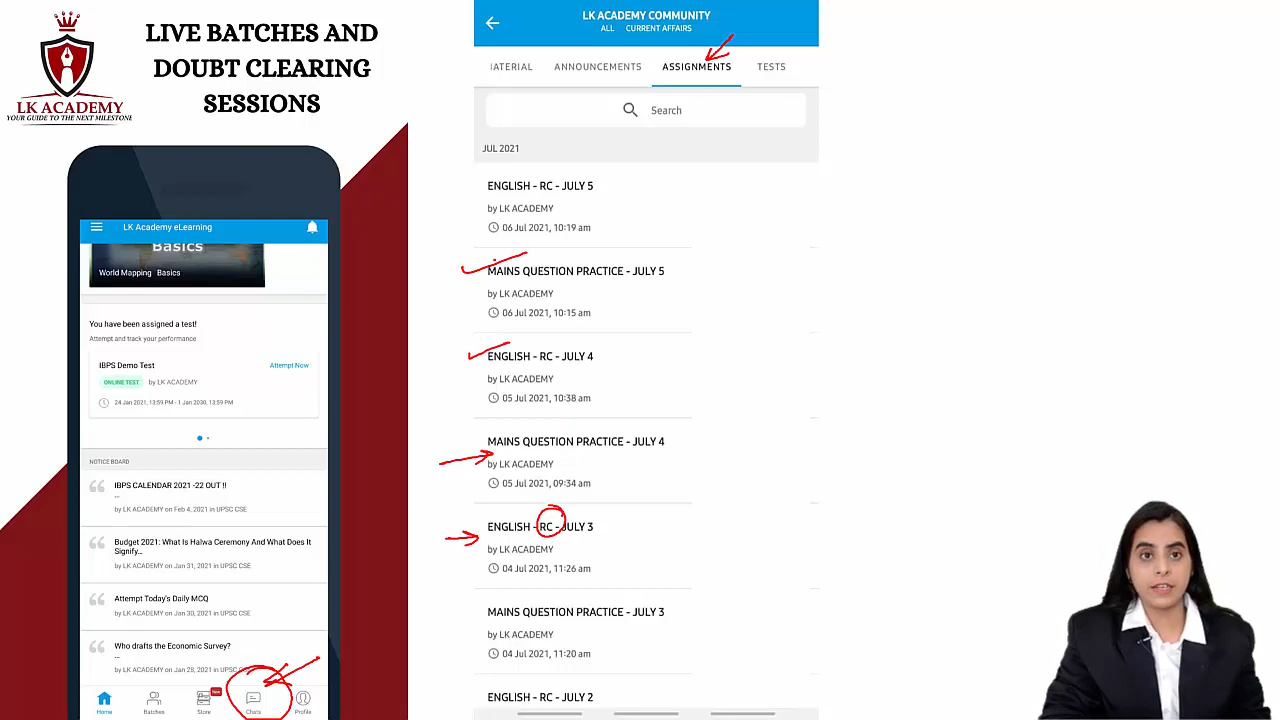 LIVE BATCHES AND
DOUBT CLEARING
SESSIONS
LK ACADEMY
YOUR GUIDE TO THE NEXT MILESTONE
LK Academy eLearning
Basics
World Mapping Basics
You have been assigned a test!
Attempt and track your performance
IBPS Demo Test
Attempt Now
ONLINE TEST by LK ACADEMY
24 Jan 2021, 13:59 PM - 1 Jan 2030, 13:59 PM
NOTICE BOARD
IBPS CALENDAR 2021 -22 OUT !!
...
by LK ACADEMY on Feb 4, 2021 in UPSC CSE
Budget 2021: What Is Halwa Ceremony And What Does It
Signify...
by LK ACADEMY on Jan 31, 2021 in UPSC CSE
Attempt Today's Daily MCQ
by LK ACADEMY on Jan 30, 2021 in UPSC CSE
Who drafts the Economic Survey?
...
by LK ACADEMY on Jan 28, 2021 in UPSC CSE
New
Home Batches Store Chats Profile
LK ACADEMY COMMUNITY
ALL CURRENT AFFAIRS
IATERIAL ANNOUNCEMENTS ASSIGNMENTS TESTS
Search
JUL 2021
ENGLISH - RC - JULY 5
by LK ACADEMY
06 Jul 2021, 10:19 am
MAINS QUESTION PRACTICE - JULY 5
by LK ACADEMY
06 Jul 2021, 10:15 am
ENGLISH - RC - JULY 4
by LK ACADEMY
05 Jul 2021, 10:38 am
MAINS QUESTION PRACTICE - JULY 4
by LK ACADEMY
05 Jul 2021, 09:34 am
ENGLISH - RC - JULY 3
by LK ACADEMY
04 Jul 2021, 11:26 am
MAINS QUESTION PRACTICE - JULY 3
by LK ACADEMY
04 Jul 2021, 11:20 am
ENGLISH - RC - JULY 2